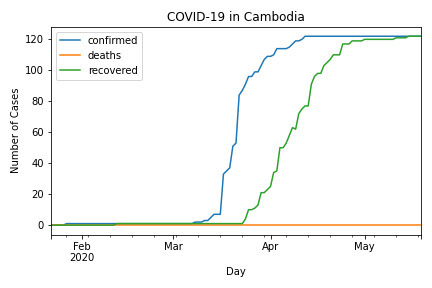 COVID-19 in Cambodia
confirmed
deaths
recovered
120
100
80
60
40
20
0
Number of Cases
Feb
2020
Mar
Apr
May
Day